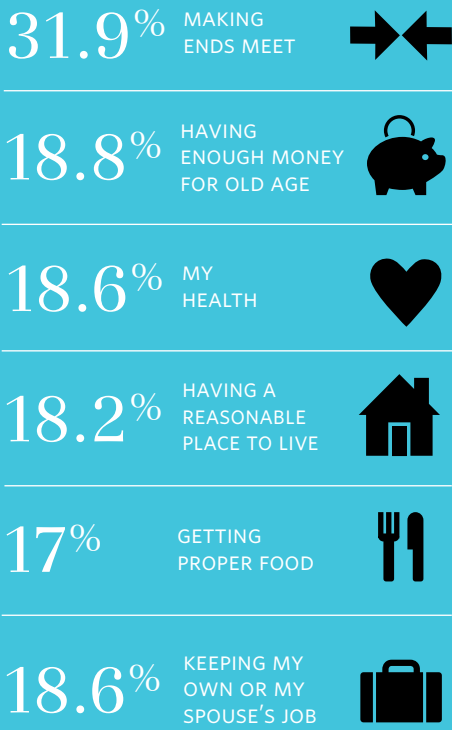 31.9% MAKING
ENDS MEET
18.8% HAVING
ENOUGH MONEY
FOR OLD AGE
18.6% MY
HEALTH
18.2% HAVING A
REASONABLE
PLACE TO LIVE
17% GETTING
PROPER FOOD
18.6% KEEPING MY
OWN OR MY
SPOUSE'S JOB